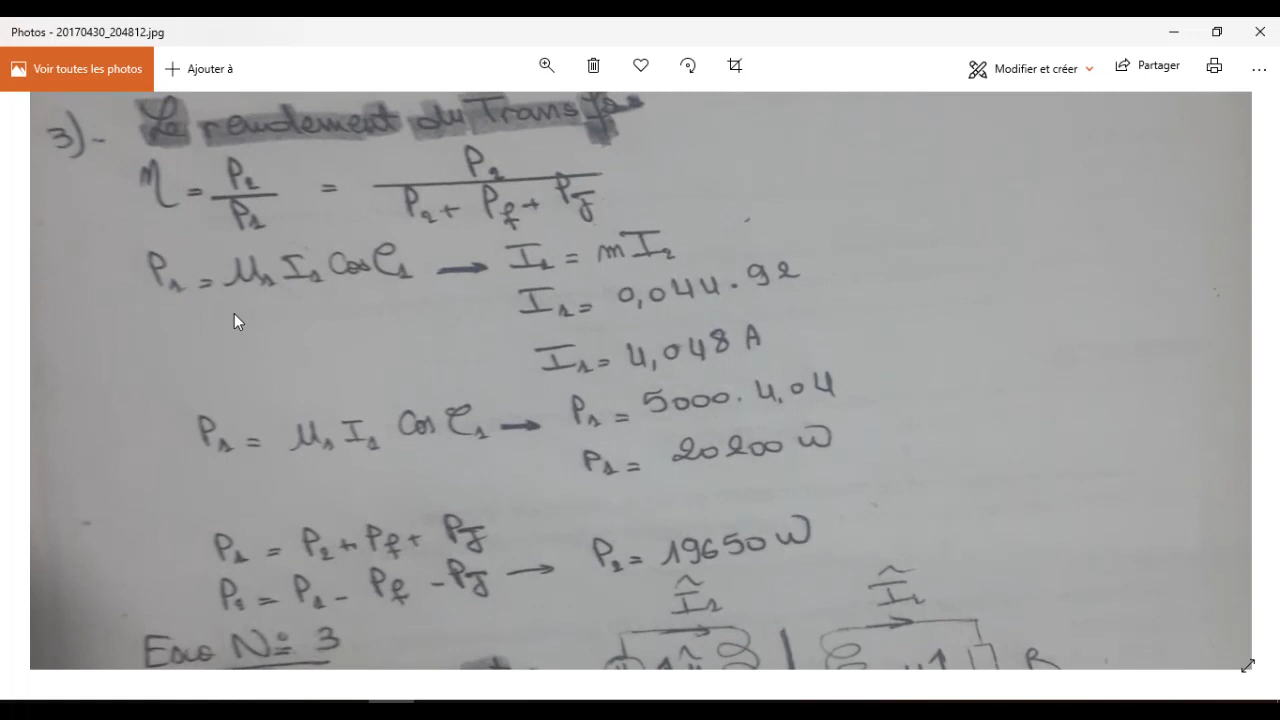 Photos - 20170430_204812.jpg
Voir toutes les photos
Ajouter à
Modifier et créer
Partager
3)- Le rendement du Transfo
η = P2/P1 = P2/(P2 + Pf + PJ)
P1 = U1 I1 Cos φ1 → I1 = m I2
I1 = 0,044 . 92
I1 = 4,048 A
P1 = U1 I1 Cos φ1 → P1 = 5000 . 4,04
P1 = 20200 W
P1 = P2 + Pf + PJ
P2 = P1 - Pf - PJ → P2 = 19650 W
Exo N° = 3
I1 I2